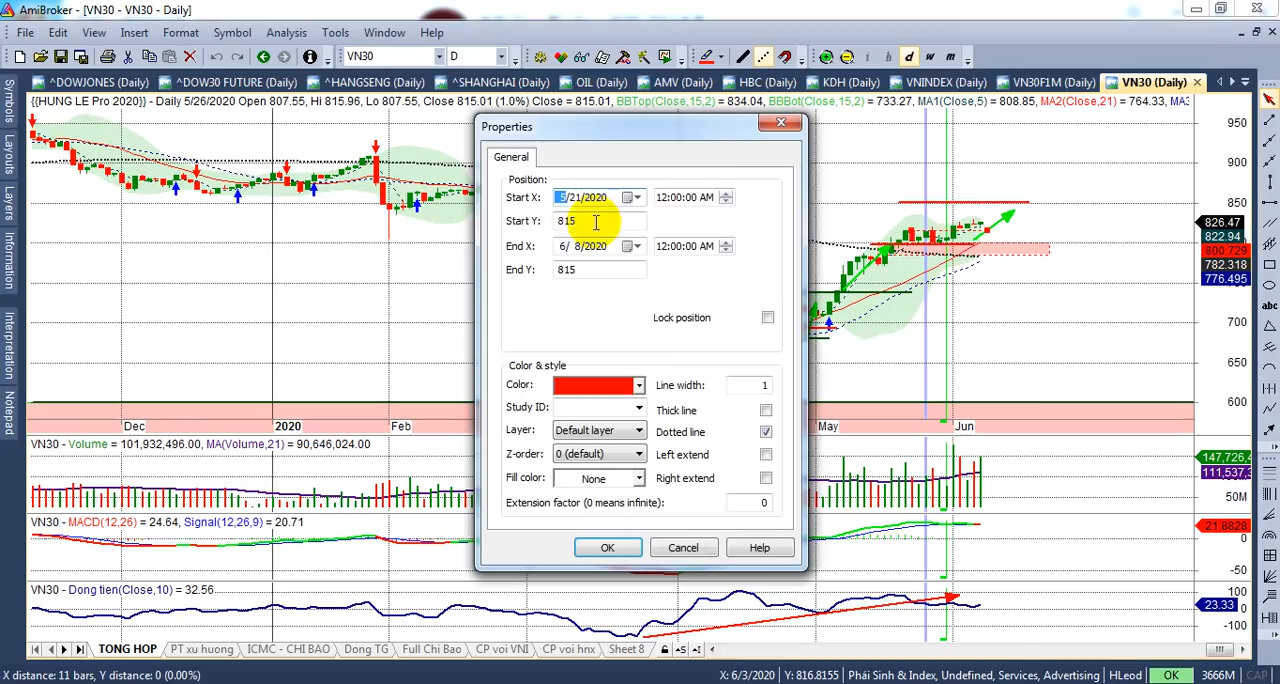 AmiBroker - [VN30 - VN30 - Daily]
File Edit View Insert Format Symbol Analysis Tools Window Help
VN30 D i i h d w m
^DOWJONES (Daily) ^DOW30 FUTURE (Daily) ^HANGSENG (Daily) ^SHANGHAI (Daily) OIL (Daily) AMV (Daily) HBC (Daily) KDH (Daily) VNINDEX (Daily) VN30F1M (Daily) VN30 (Daily)
{{HUNG LE Pro 2020}} - Daily 5/26/2020 Open 807.55, Hi 815.96, Lo 807.55, Close 815.01 (1.0%) Close = 815.01, BBTop(Close,15,2) = 834.04, BBBot(Close,15,2) = 733.27, MA1(Close,5) = 808.85, MA2(Close,21) = 764.33, MA3
Symbols
Layouts
Layers
Information
Interpretation
Notepad
Properties
General
Position:
Start X: 5/21/2020 12:00:00 AM
Start Y: 815
End X: 6/ 8/2020 12:00:00 AM
End Y: 815
Lock position
Color & style
Color: Line width: 1
Study ID: Thick line
Layer: Default layer Dotted line
Z-order: 0 (default) Left extend
Fill color: None Right extend
Extension factor (0 means infinite): 0
OK Cancel Help
950
900
850
826.47
822.94
800.729
782.318
776.495
700
650
600
abc
Dec 2020 Feb May Jun
VN30 - Volume = 101,932,496.00, MA(Volume,21) = 90,646,024.00
147,726,4
111,537,3
50M
VN30 - MACD(12,26) = 24.64, Signal(12,26,9) = 20.71
21.8828
0
-50
VN30 - Dong tien(Close,10) = 32.56
100
23.33
0
-100
TONG HOP PT xu huong ICMC - CHI BAO Dong TG Full Chi Bao CP voi VNI CP voi hnx Sheet 8
X distance: 11 bars, Y distance: 0 (0.00%) X: 6/3/2020 Y: 816.8155 Phái Sinh & Index, Undefined, Services, Advertising HLeod OK 3666M CAP